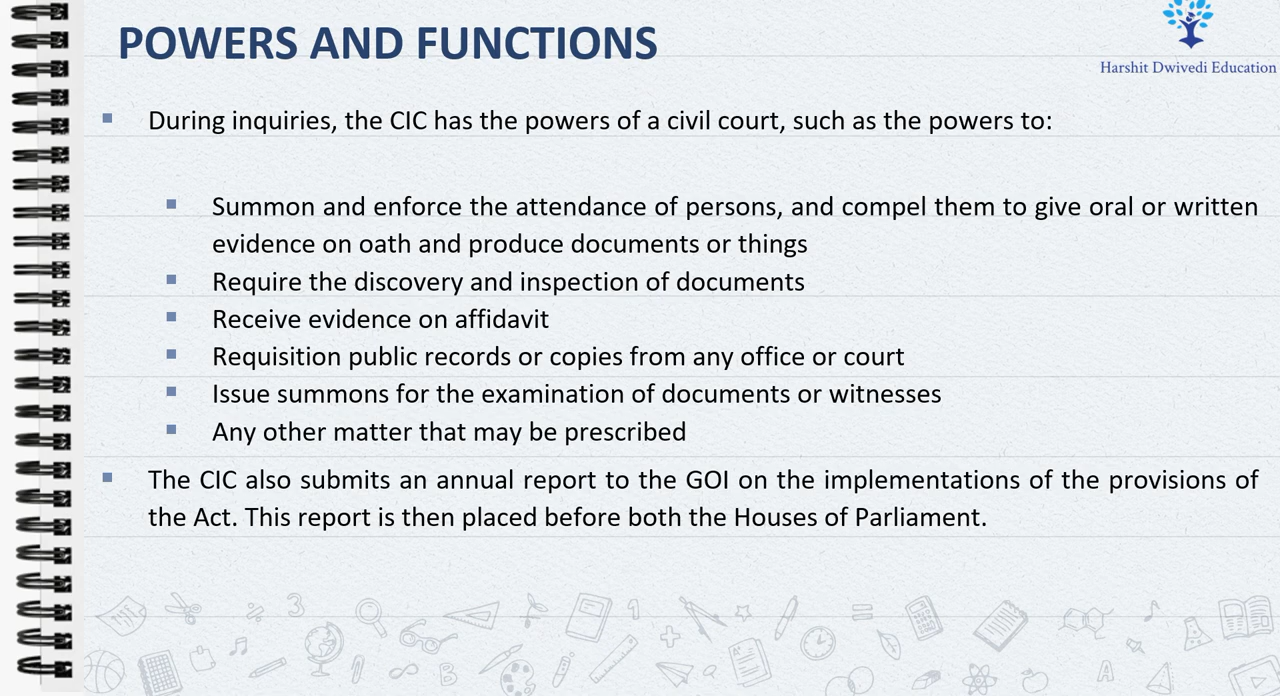 POWERS AND FUNCTIONS
Harshit Dwivedi Education
▪ During inquiries, the CIC has the powers of a civil court, such as the powers to:
▪ Summon and enforce the attendance of persons, and compel them to give oral or written
evidence on oath and produce documents or things
▪ Require the discovery and inspection of documents
▪ Receive evidence on affidavit
▪ Requisition public records or copies from any office or court
▪ Issue summons for the examination of documents or witnesses
▪ Any other matter that may be prescribed
▪ The CIC also submits an annual report to the GOI on the implementations of the provisions of
the Act. This report is then placed before both the Houses of Parliament.